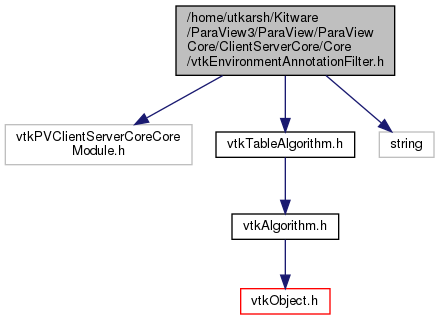 /home/utkarsh/Kitware
/ParaView3/ParaView/ParaView
Core/ClientServerCore/Core
/vtkEnvironmentAnnotationFilter.h
vtkPVClientServerCoreCore
Module.h
vtkTableAlgorithm.h
string
vtkAlgorithm.h
vtkObject.h